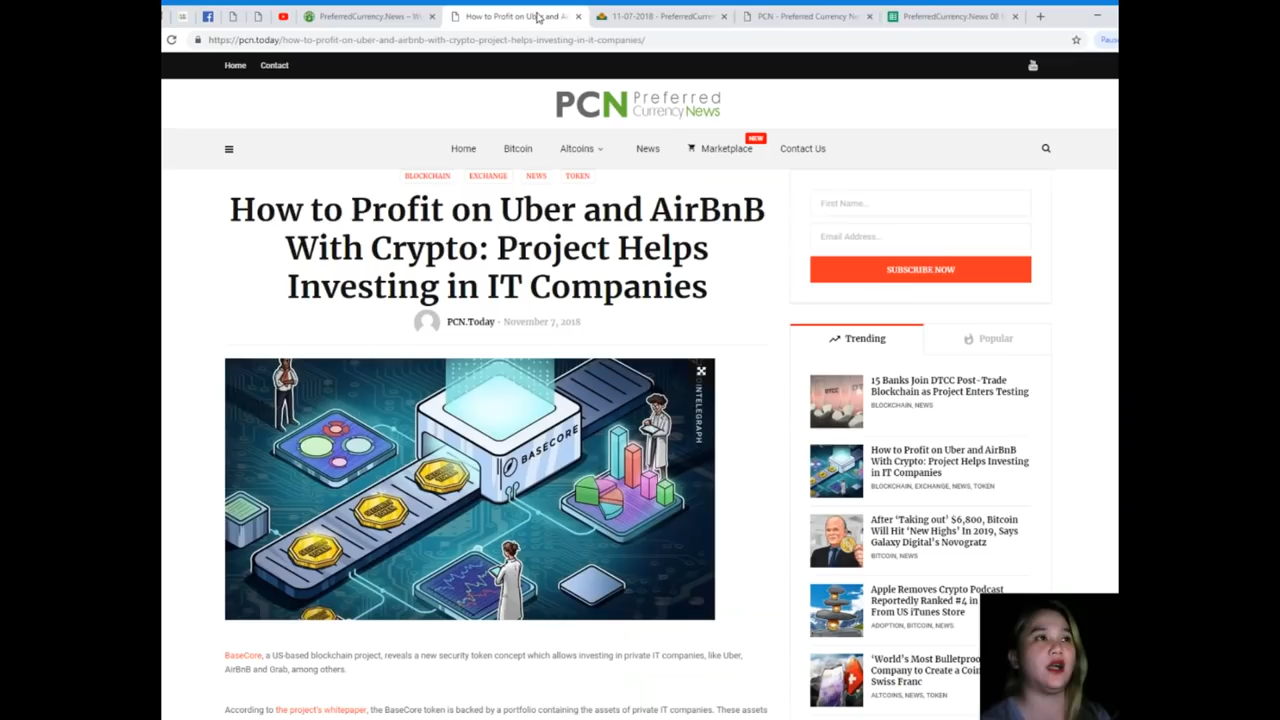 PreferredCurrency.News – W
How to Profit on Uber and Ai
11-07-2018 - PreferredCurren
PCN - Preferred Currency Ne
PreferredCurrency.News 08
https://pcn.today/how-to-profit-on-uber-and-airbnb-with-crypto-project-helps-investing-in-it-companies/
Paus
Home Contact
PCN Preferred Currency News
NEW
Home Bitcoin Altcoins News Marketplace Contact Us
BLOCKCHAIN EXCHANGE NEWS TOKEN
How to Profit on Uber and AirBnB
With Crypto: Project Helps
Investing in IT Companies
PCN.Today - November 7, 2018
COINTELEGRAPH
BASECORE
BaseCore, a US-based blockchain project, reveals a new security token concept which allows investing in private IT companies, like Uber,
AirBnB and Grab, among others.
According to the project's whitepaper, the BaseCore token is backed by a portfolio containing the assets of private IT companies. These assets
First Name...
Email Address...
SUBSCRIBE NOW
Trending Popular
15 Banks Join DTCC Post-Trade
Blockchain as Project Enters Testing
BLOCKCHAIN, NEWS
How to Profit on Uber and AirBnB
With Crypto: Project Helps Investing
in IT Companies
BLOCKCHAIN, EXCHANGE, NEWS, TOKEN
After ‘Taking out’ $6,800, Bitcoin
Will Hit ‘New Highs’ In 2019, Says
Galaxy Digital’s Novogratz
BITCOIN, NEWS
Apple Removes Crypto Podcast
Reportedly Ranked #4 in
From US iTunes Store
ADOPTION, BITCOIN, NEWS
‘World’s Most Bulletproo
Company to Create a Coin
Swiss Franc
ALTCOINS, NEWS, TOKEN